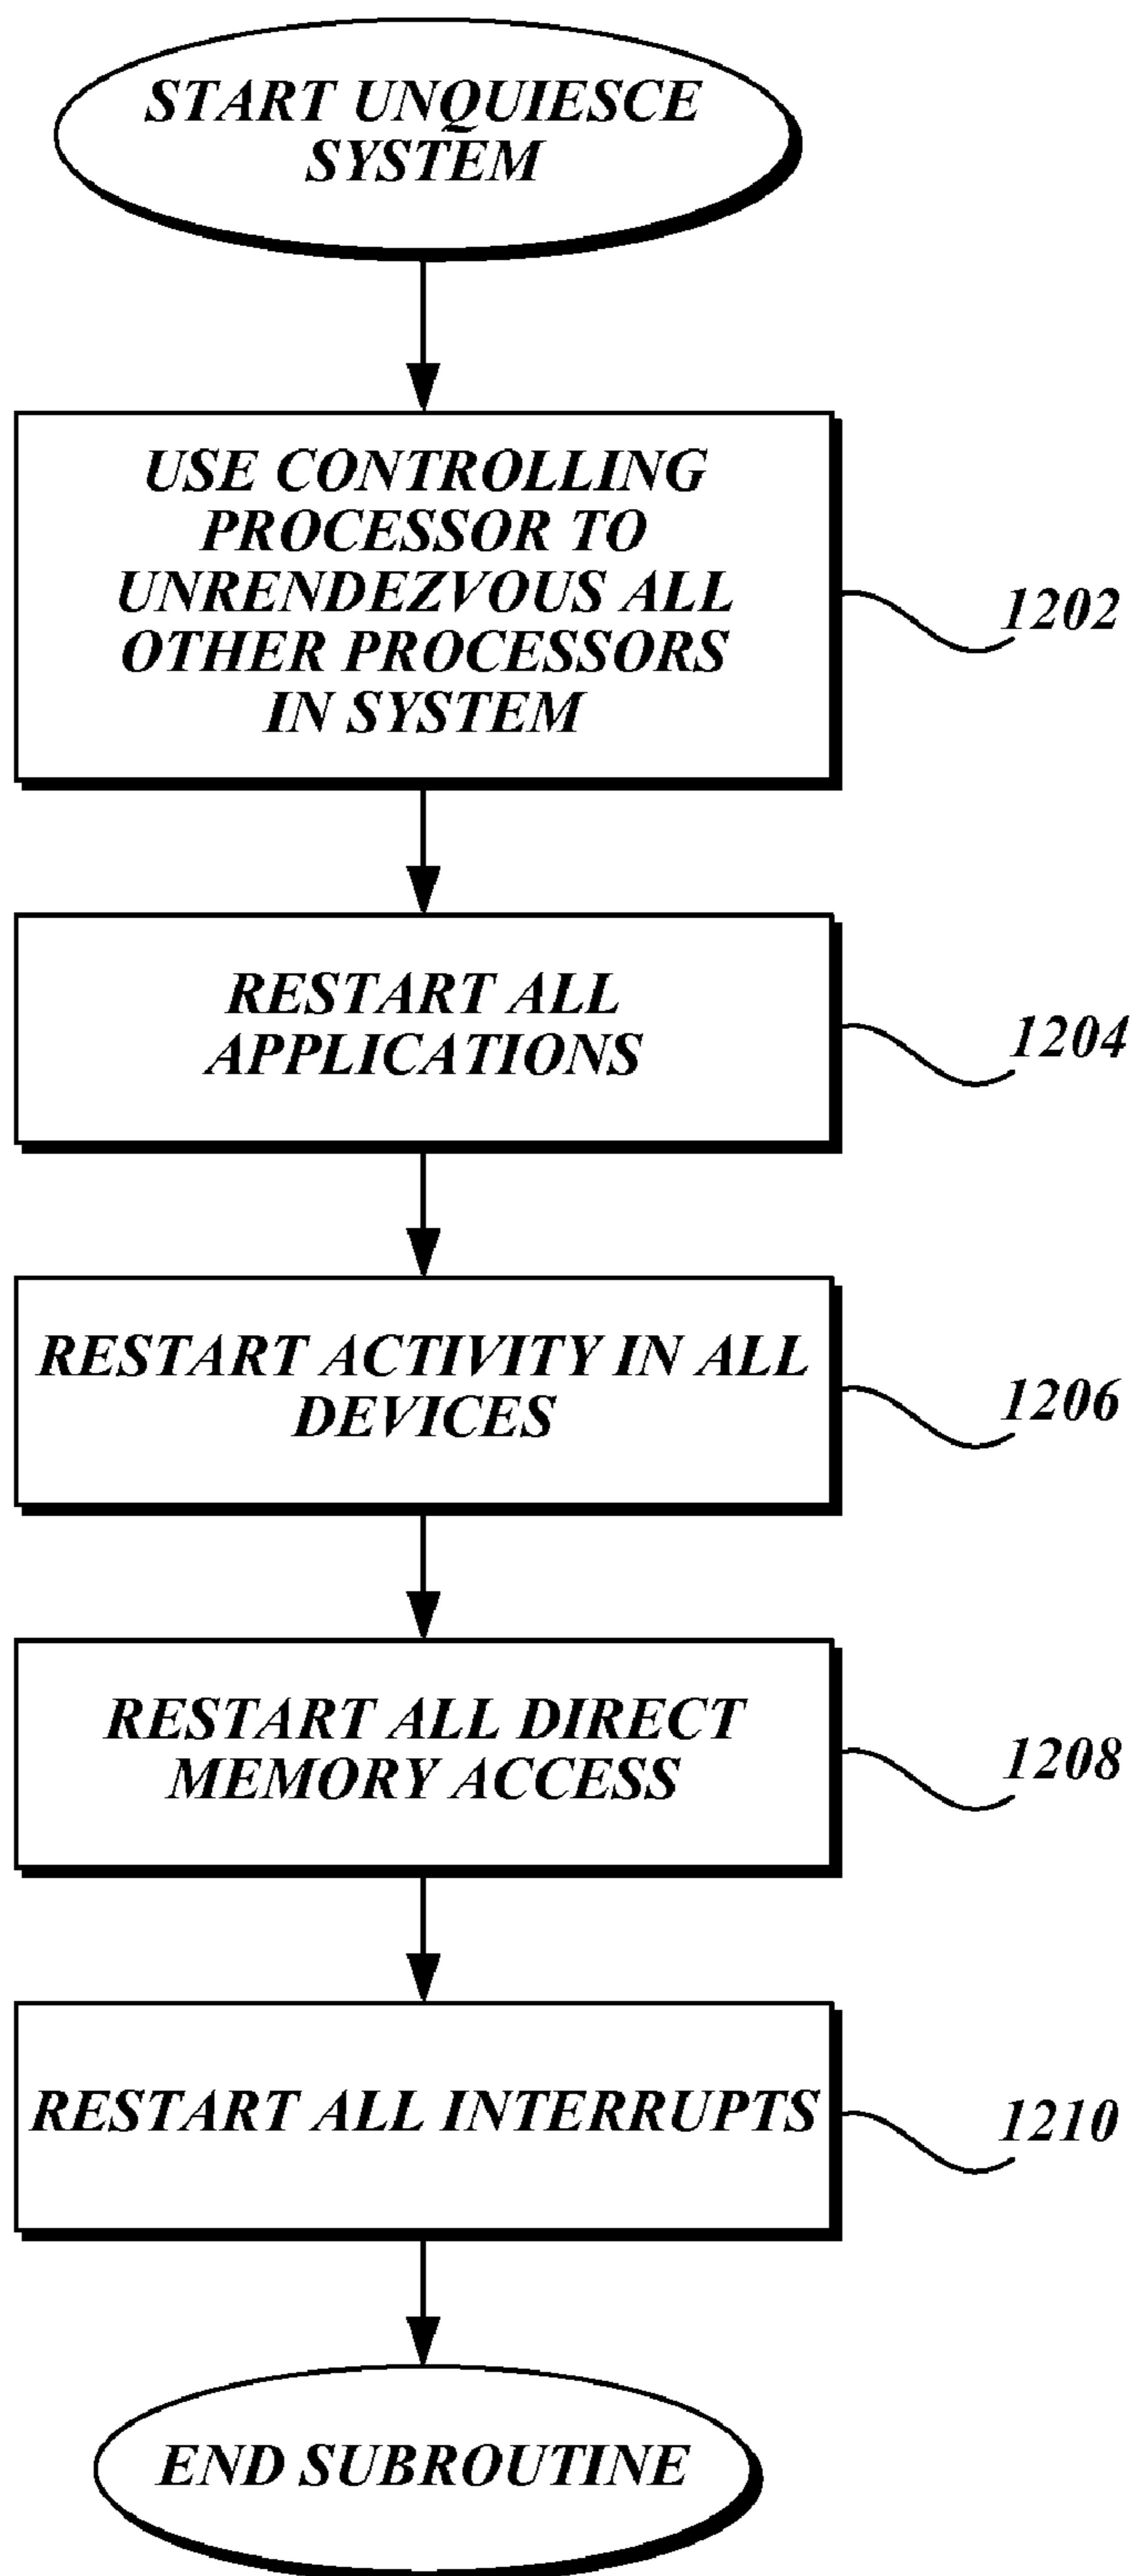 START UNQUIESCE
SYSTEM
USE CONTROLLING
PROCESSOR TO
UNRENDEZVOUS ALL
OTHER PROCESSORS
IN SYSTEM
1202
RESTART ALL
APPLICATIONS
1204
RESTART ACTIVITY IN ALL
DEVICES
1206
RESTART ALL DIRECT
MEMORY ACCESS
1208
RESTART ALL INTERRUPTS
1210
END SUBROUTINE